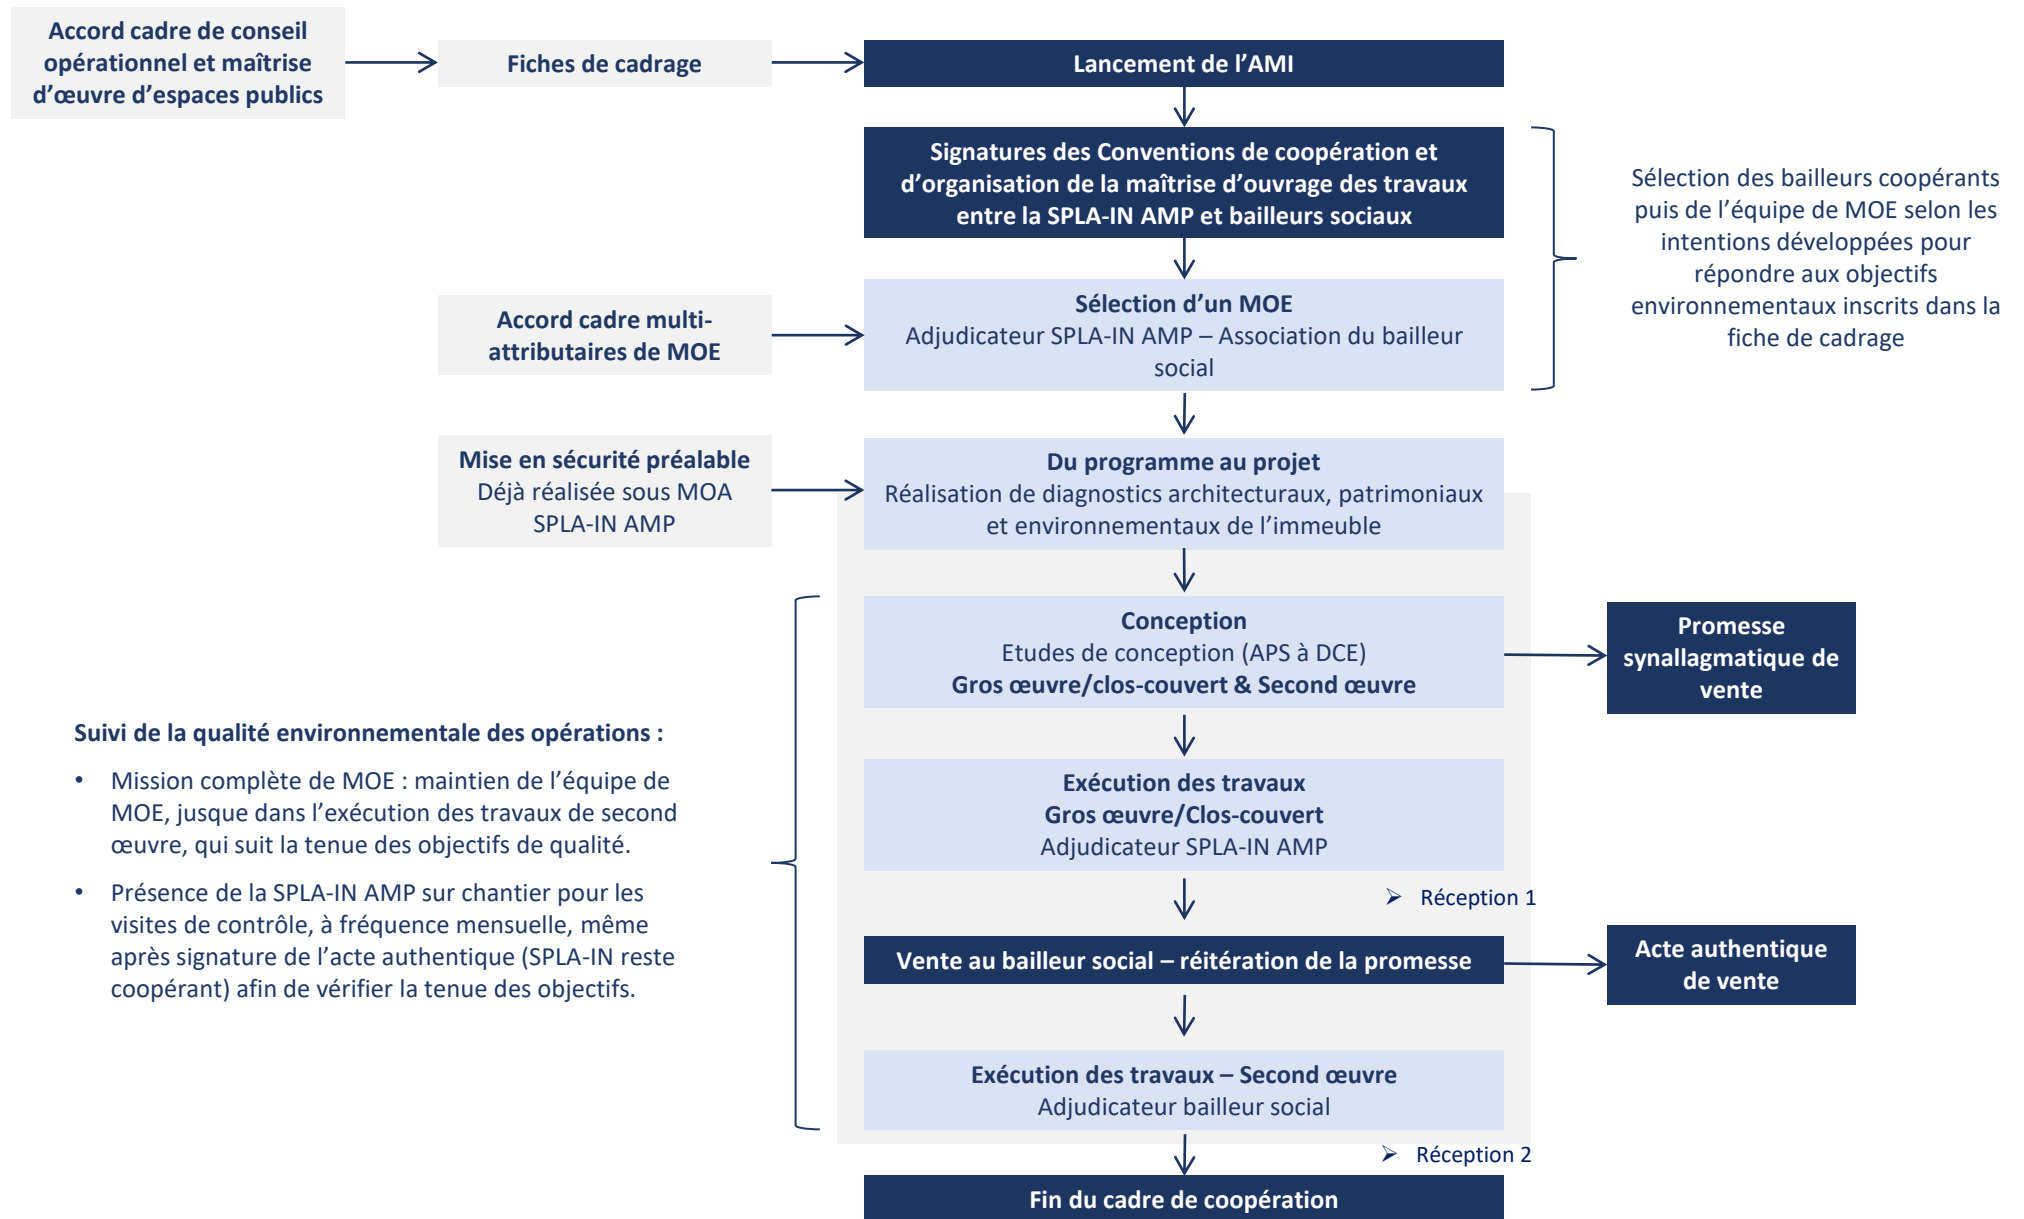 Accord cadre de conseil
opérationnel et maîtrise
d’œuvre d’espaces publics
Fiches de cadrage
Lancement de l’AMI
Signatures des Conventions de coopération et
d’organisation de la maîtrise d’ouvrage des travaux
entre la SPLA-IN AMP et bailleurs sociaux
Sélection des bailleurs coopérants
puis de l’équipe de MOE selon les
intentions développées pour
répondre aux objectifs
environnementaux inscrits dans la
fiche de cadrage
Accord cadre multi-
attributaires de MOE
Sélection d’un MOE
Adjudicateur SPLA-IN AMP – Association du bailleur
social
Mise en sécurité préalable
Déjà réalisée sous MOA
SPLA-IN AMP
Du programme au projet
Réalisation de diagnostics architecturaux, patrimoniaux
et environnementaux de l’immeuble
Conception
Etudes de conception (APS à DCE)
Gros œuvre/clos-couvert & Second œuvre
Promesse
synallagmatique de
vente
Suivi de la qualité environnementale des opérations :
• Mission complète de MOE : maintien de l’équipe de
MOE, jusque dans l’exécution des travaux de second
œuvre, qui suit la tenue des objectifs de qualité.
• Présence de la SPLA-IN AMP sur chantier pour les
visites de contrôle, à fréquence mensuelle, même
après signature de l’acte authentique (SPLA-IN reste
coopérant) afin de vérifier la tenue des objectifs.
Exécution des travaux
Gros œuvre/Clos-couvert
Adjudicateur SPLA-IN AMP
➢ Réception 1
Vente au bailleur social – réitération de la promesse
Acte authentique
de vente
Exécution des travaux – Second œuvre
Adjudicateur bailleur social
➢ Réception 2
Fin du cadre de coopération